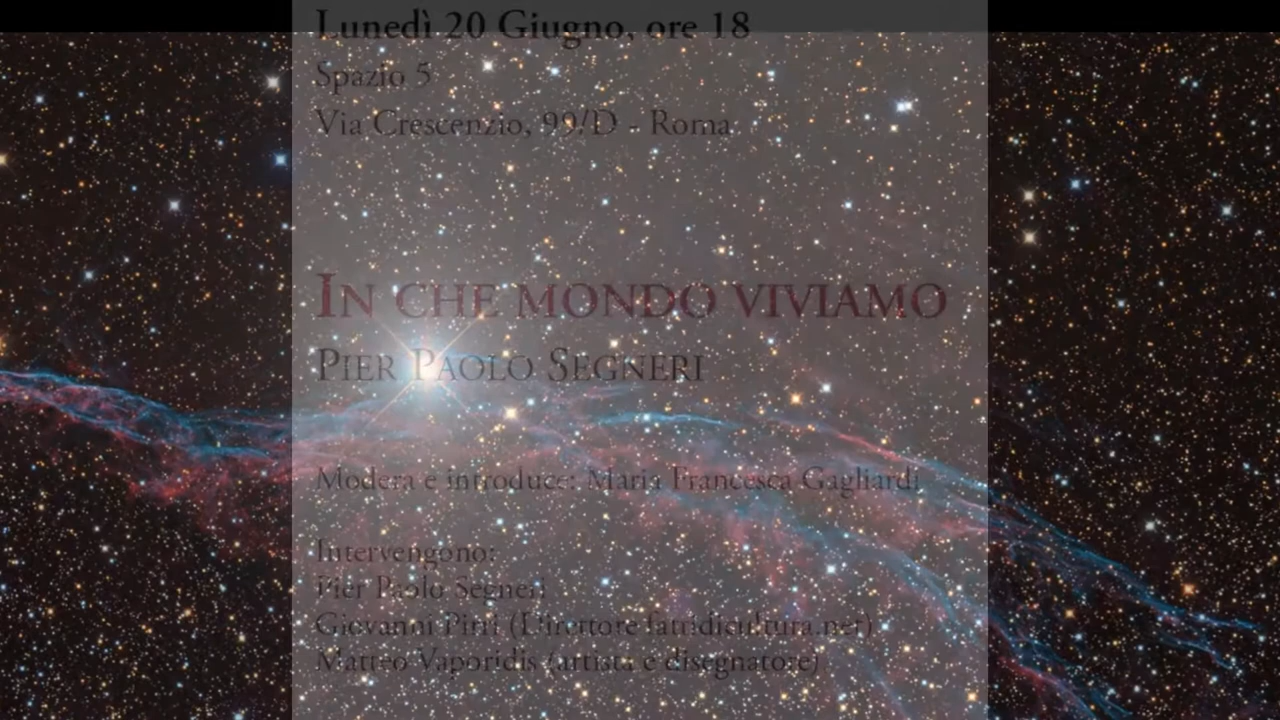 Lunedì 20 Giugno, ore 18
Spazio 5
Via Crescenzio, 99/D - Roma
In che mondo viviamo
Pier Paolo Segneri
Modera e introduce: Maria Francesca Gagliardi
Intervengono:
Pier Paolo Segneri
Giovanni Pirri (Direttore fatridicultura.net)
Matteo Vaporidis (artista e disegnatore)